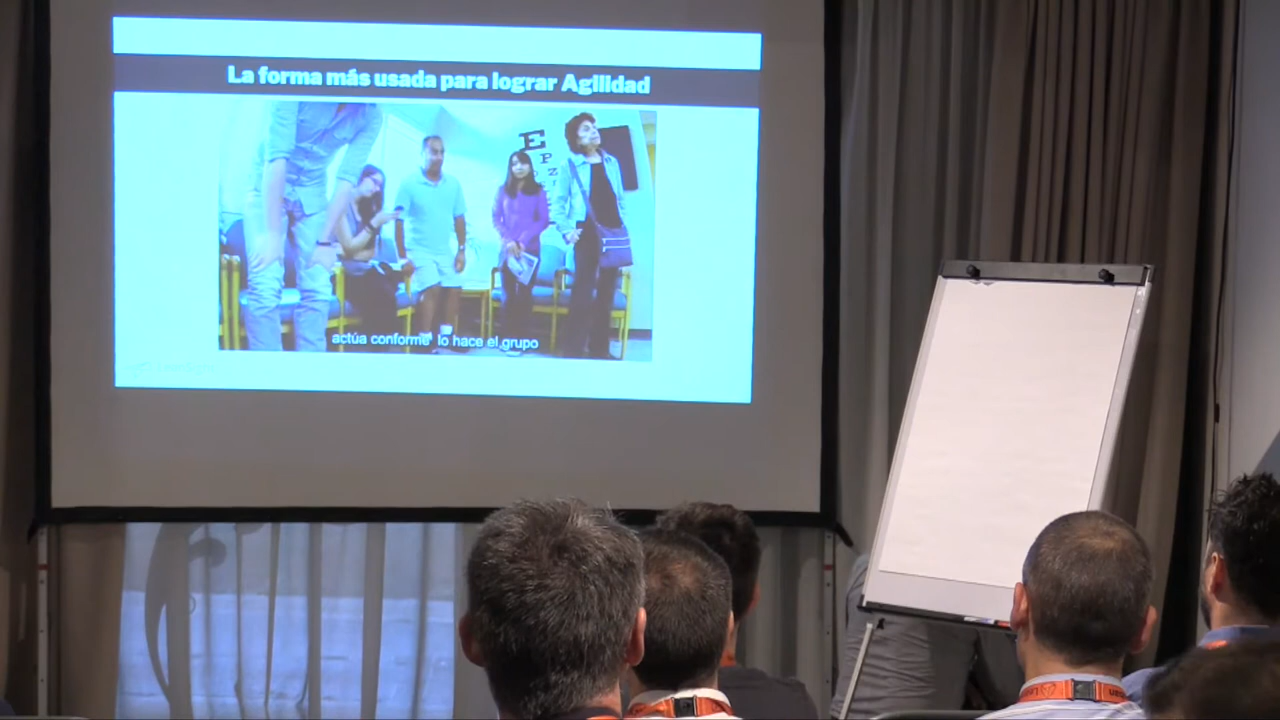 La forma más usada para lograr Agilidad
E
P
Z
actúa conforme lo hace el grupo